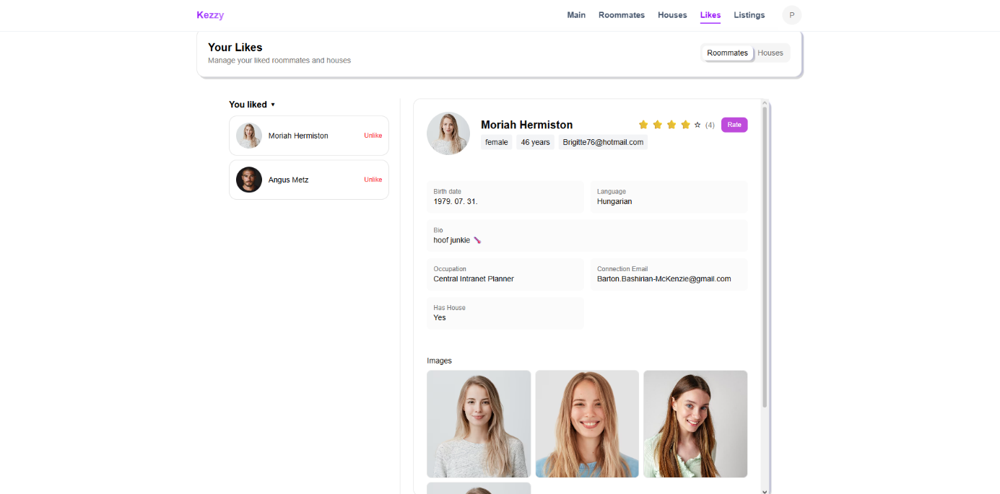 Kezzy
Main Roommates Houses Likes Listings P
Your Likes
Manage your liked roommates and houses
Roommates Houses
You liked ▼
Moriah Hermiston Unlike
Angus Metz Unlike
Moriah Hermiston
(4) Rate
female 46 years Brigitte76@hotmail.com
Birth date
1979. 07. 31.
Language
Hungarian
Bio
hoof junkie
Occupation
Central Intranet Planner
Connection Email
Barton.Bashirian-McKenzie@gmail.com
Has House
Yes
Images